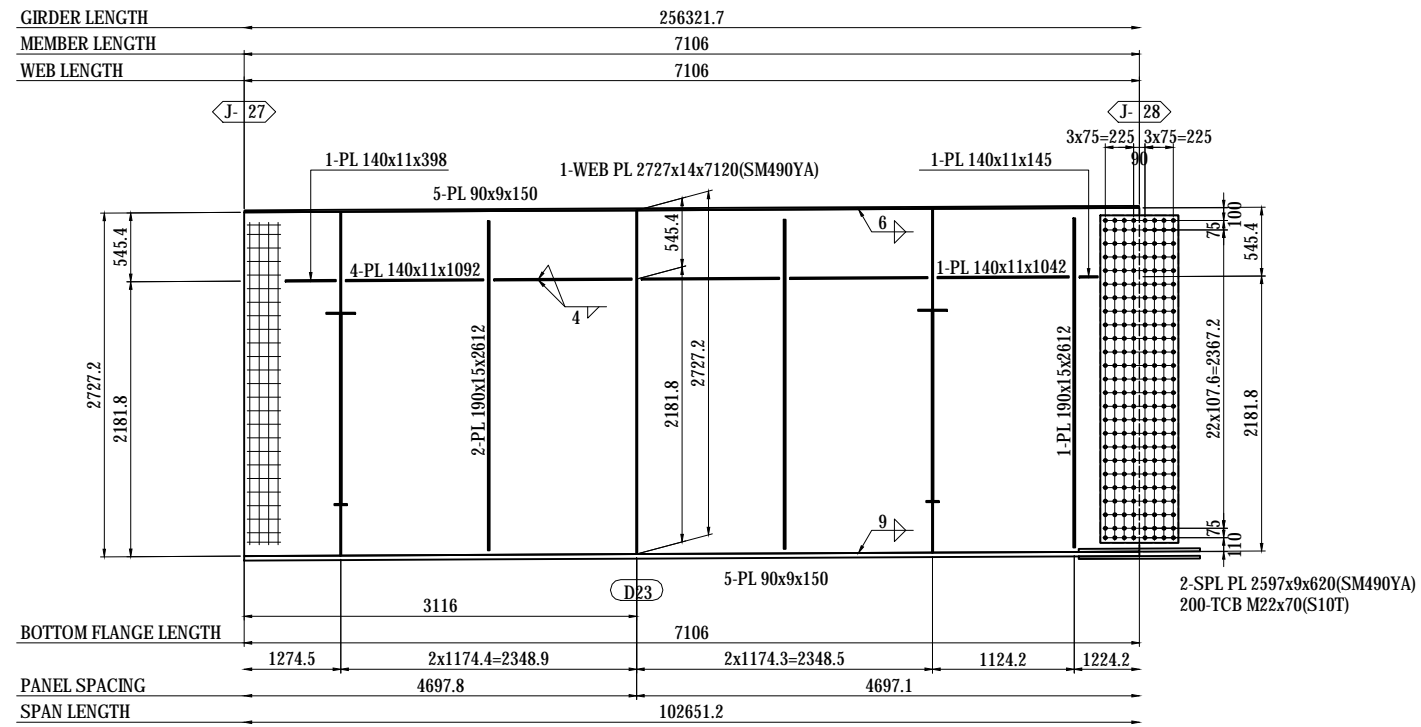 GIRDER LENGTH 256321.7
MEMBER LENGTH 7106
WEB LENGTH 7106
J- 27
J- 28
3x75=225 3x75=225
90
1-PL 140x11x398
1-WEB PL 2727x14x7120(SM490YA)
1-PL 140x11x145
5-PL 90x9x150
6
100
75
545.4
545.4
545.4
4-PL 140x11x1092
1-PL 140x11x1042
4
2727.2
2181.8
2-PL 190x15x2612
2181.8
2727.2
1-PL 190x15x2612
22x107.6=2367.2
2181.8
9
75
110
5-PL 90x9x150
D23
2-SPL PL 2597x9x620(SM490YA)
200-TCB M22x70(S10T)
3116
BOTTOM FLANGE LENGTH 7106
1274.5 2x1174.4=2348.9 2x1174.3=2348.5 1124.2 1224.2
PANEL SPACING 4697.8 4697.1
SPAN LENGTH 102651.2